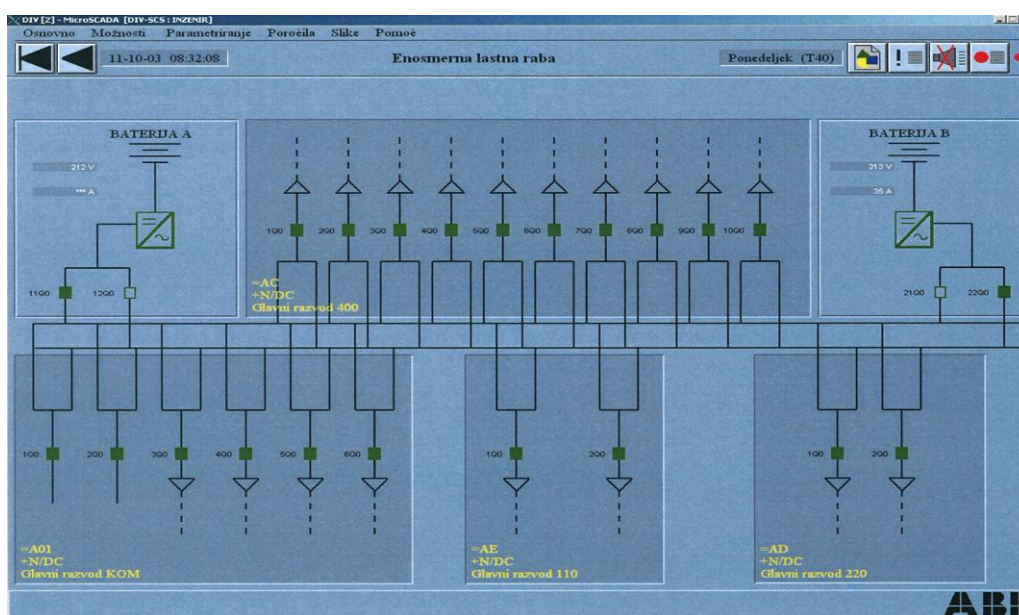 DIV [2] - MicroSCADA [DIV-SCS : INZENIR]
Osnovno Možnosti Parametriranje Poročila Slike Pomoč
11-10-03 08:32:08 Enosmerna lastna raba Ponedeljek (T40)
BATERIJA A
212 V
*** A
11Q0 12Q0
1Q0 2Q0 3Q0 4Q0 5Q0 6Q0 7Q0 8Q0 9Q0 10Q0
=AC
+N/DC
Glavni razvod 400
BATERIJA B
213 V
35 A
21Q0 22Q0
1Q0 2Q0 3Q0 4Q0 5Q0 6Q0
=A01
+N/DC
Glavni razvod KOM
1Q0 2Q0
=AE
+N/DC
Glavni razvod 110
1Q0 2Q0
=AD
+N/DC
Glavni razvod 220